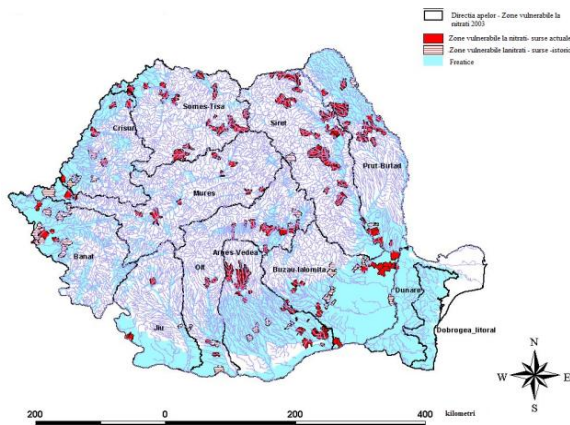 Directia apelor - Zone vulnerabile la
nitrati 2003
Zone vulnerabile la nitrati- surse actuale
Zone vulnerabile lanitrati - surse -istoric
Freatice
Somes-Tisa
Crisuri
Siret
Prut-Birlad
Mures
Banat
Olt
Arges-Vedea
Buzau-Ialomita
Dunare
Jiu
Dobrogea_litoral
N
W E
S
200 0 200 400 kilometri